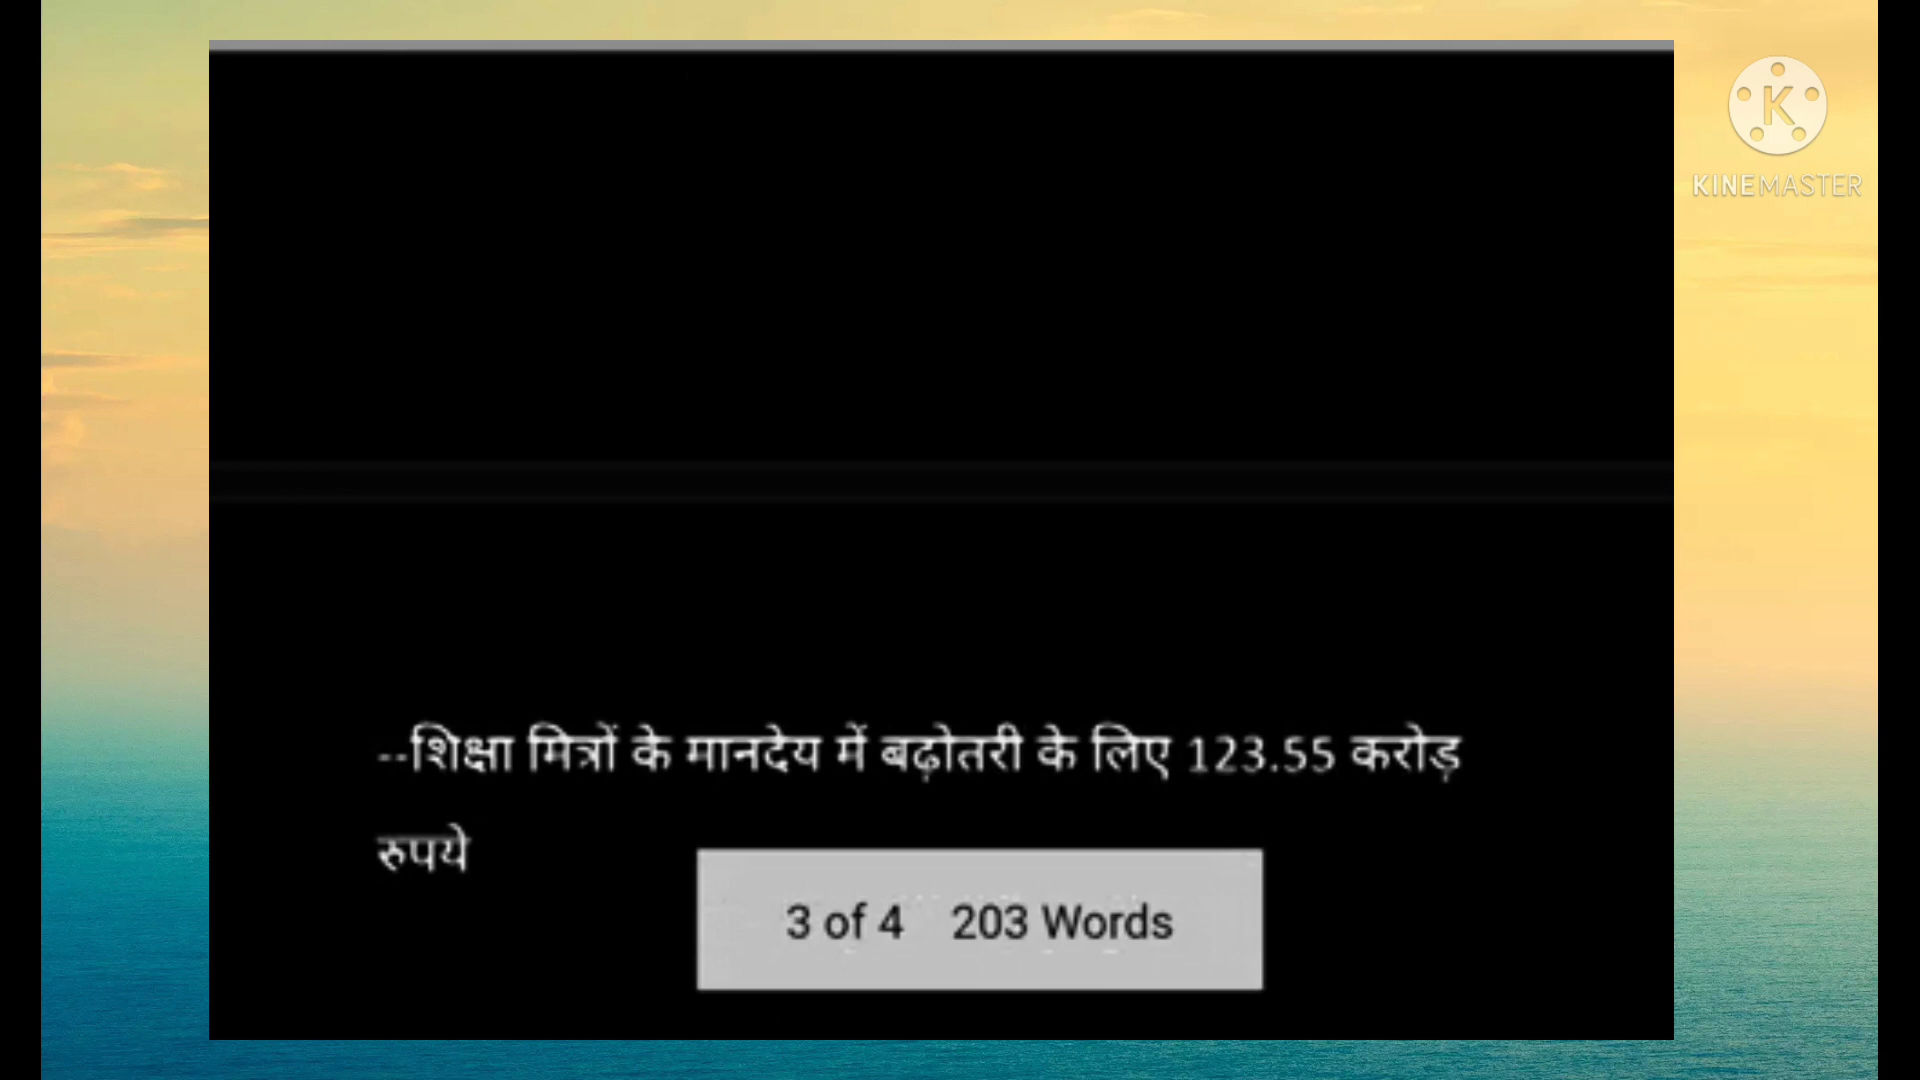 K
KINEMASTER
--शिक्षा मित्रों के मानदेय में बढ़ोतरी के लिए 123.55 करोड़
रुपये
3 of 4 203 Words